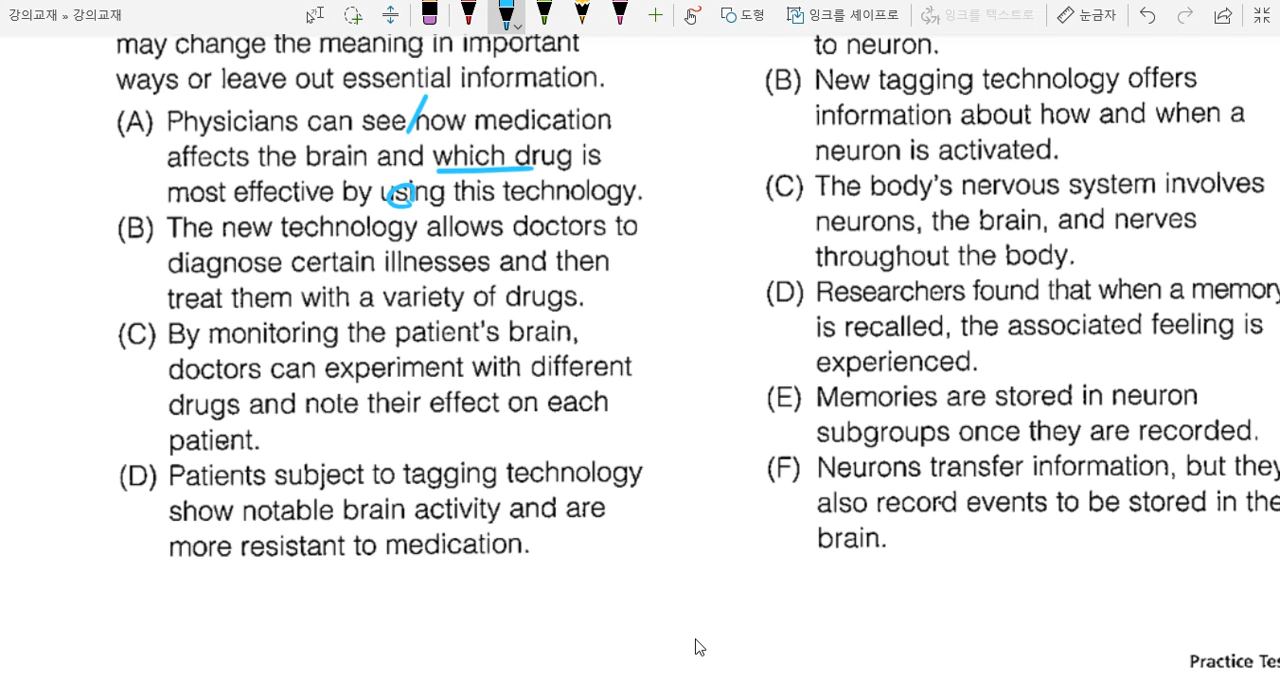 강의교재 » 강의교재
도형
잉크를 셰이프로
잉크를 텍스트로
눈금자
may change the meaning in important
ways or leave out essential information.
(A) Physicians can see how medication
affects the brain and which drug is
most effective by using this technology.
(B) The new technology allows doctors to
diagnose certain illnesses and then
treat them with a variety of drugs.
(C) By monitoring the patient's brain,
doctors can experiment with different
drugs and note their effect on each
patient.
(D) Patients subject to tagging technology
show notable brain activity and are
more resistant to medication.
to neuron.
(B) New tagging technology offers
information about how and when a
neuron is activated.
(C) The body's nervous system involves
neurons, the brain, and nerves
throughout the body.
(D) Researchers found that when a memory
is recalled, the associated feeling is
experienced.
(E) Memories are stored in neuron
subgroups once they are recorded.
(F) Neurons transfer information, but they
also record events to be stored in the
brain.
Practice Tes